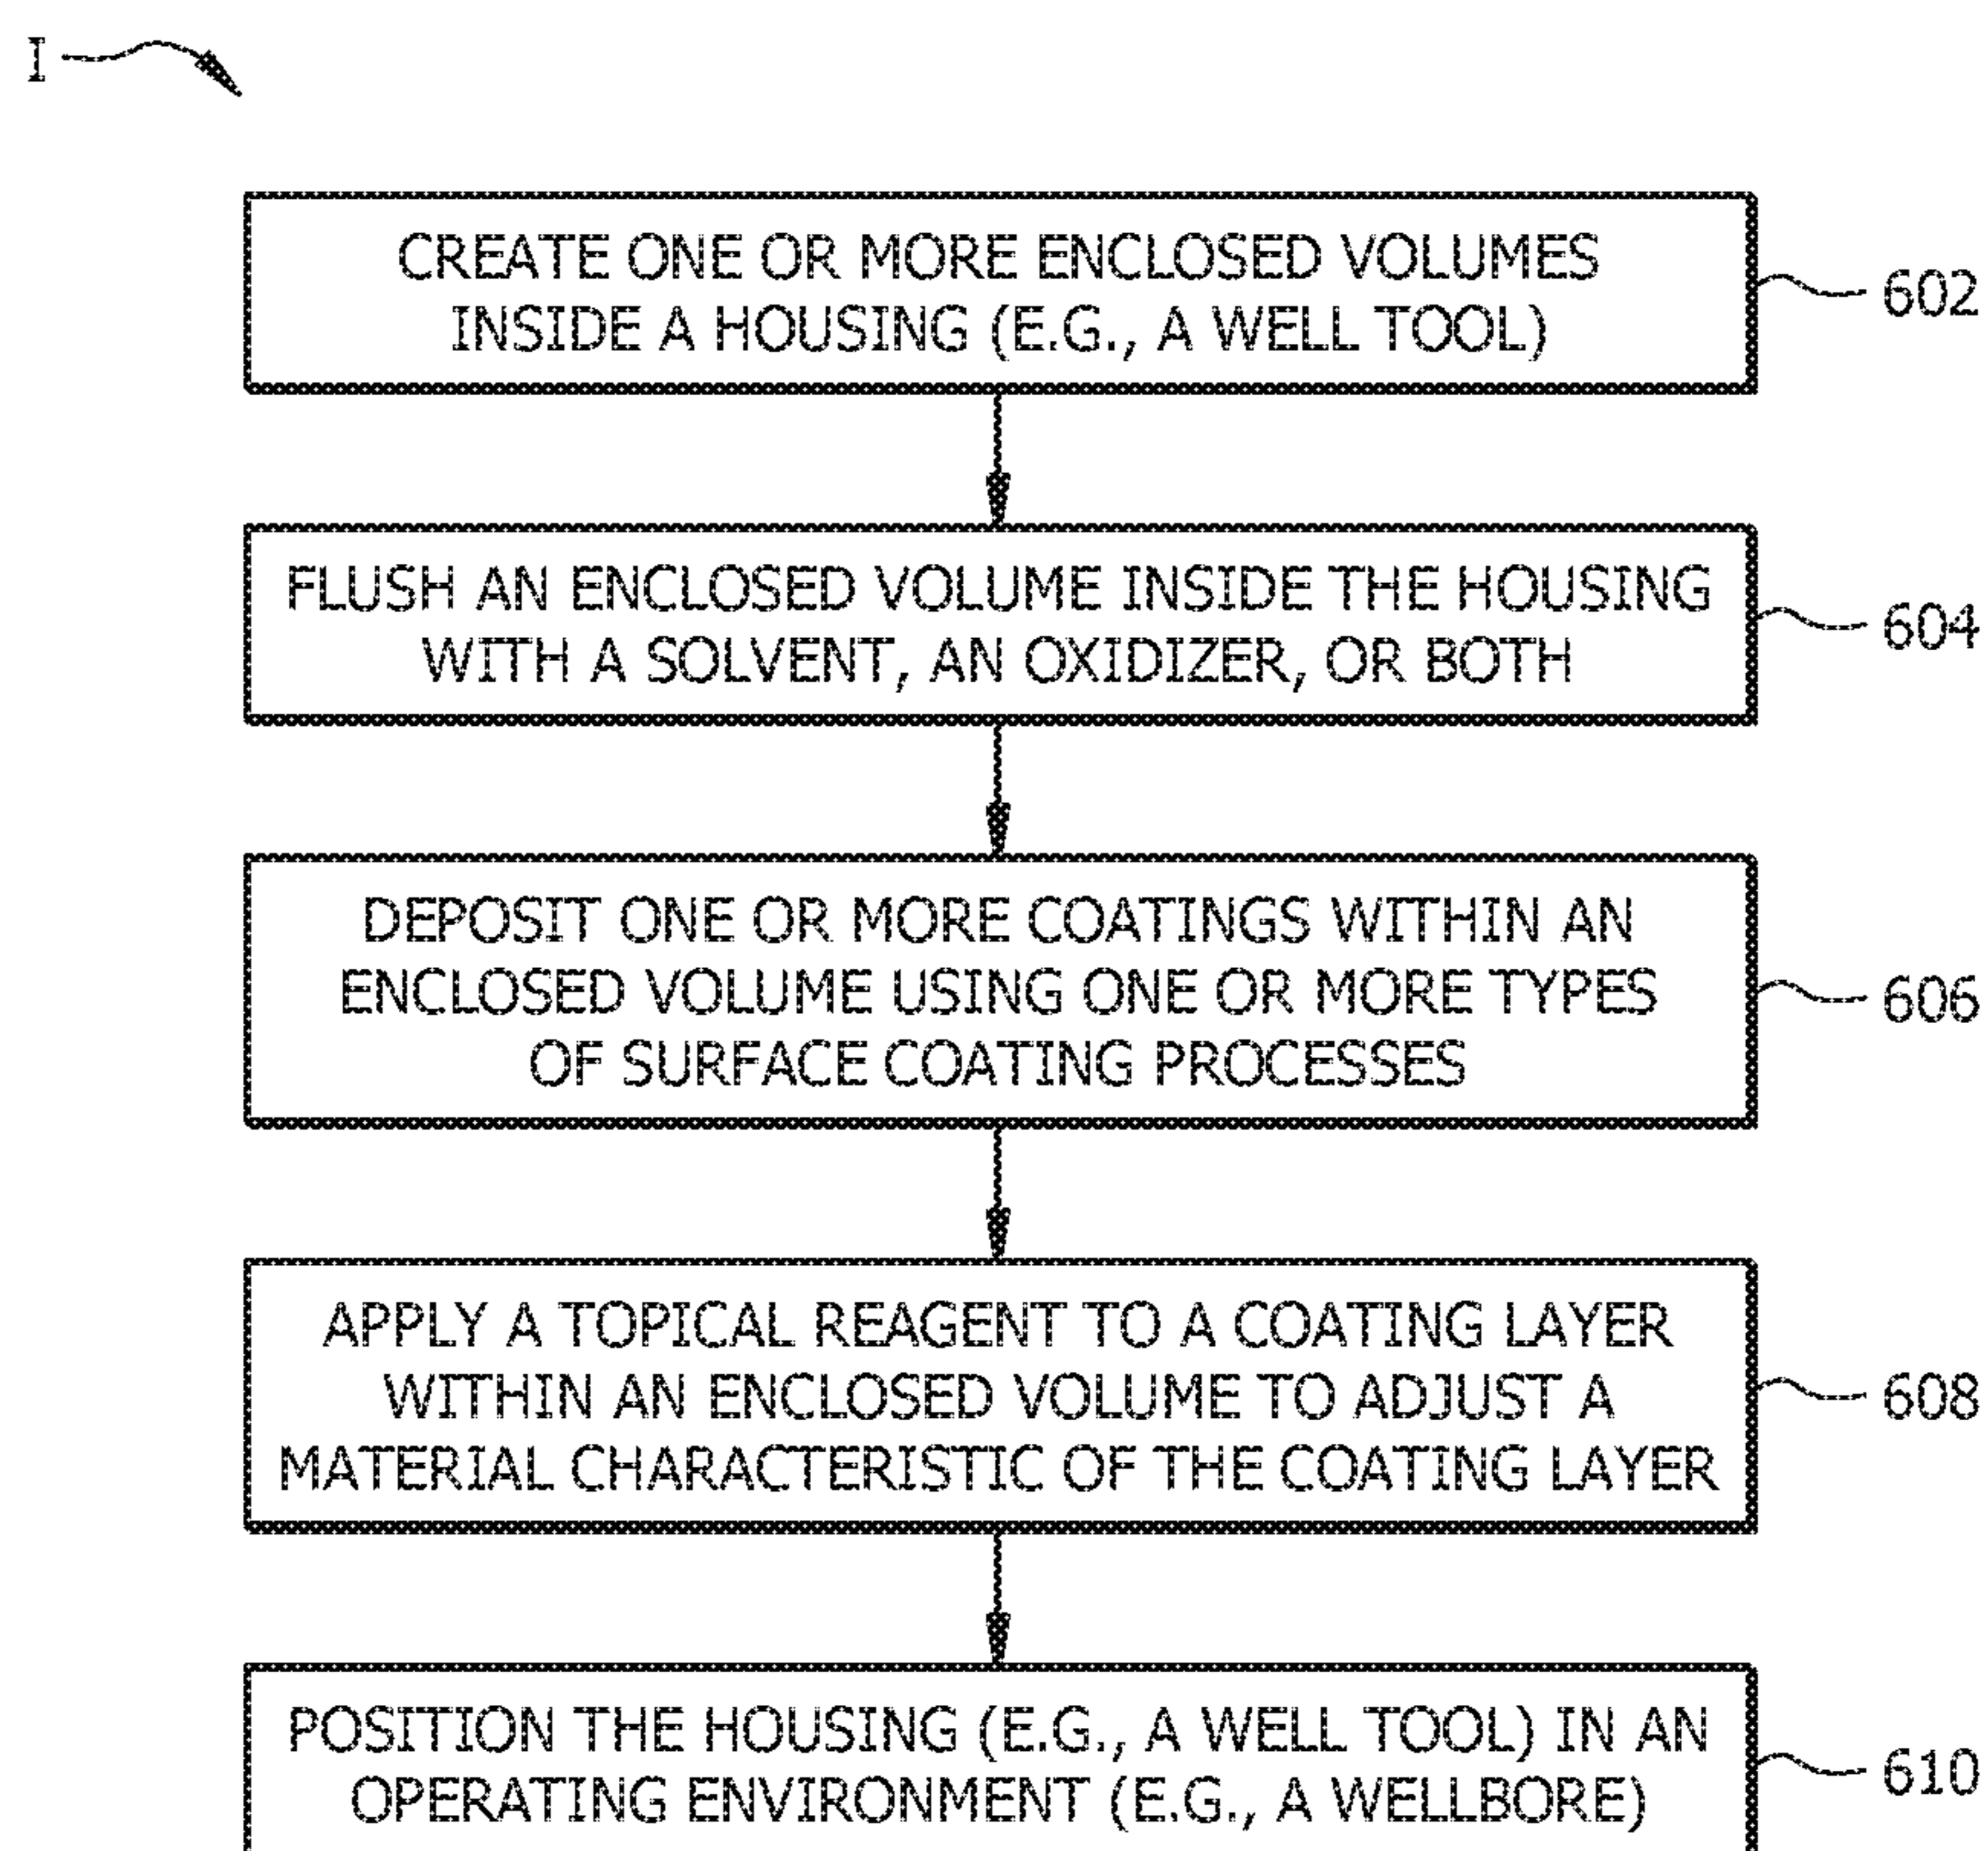 I
CREATE ONE OR MORE ENCLOSED VOLUMES
INSIDE A HOUSING (E.G., A WELL TOOL)
602
FLUSH AN ENCLOSED VOLUME INSIDE THE HOUSING
WITH A SOLVENT, AN OXIDIZER, OR BOTH
604
DEPOSIT ONE OR MORE COATINGS WITHIN AN
ENCLOSED VOLUME USING ONE OR MORE TYPES
OF SURFACE COATING PROCESSES
606
APPLY A TOPICAL REAGENT TO A COATING LAYER
WITHIN AN ENCLOSED VOLUME TO ADJUST A
MATERIAL CHARACTERISTIC OF THE COATING LAYER
608
POSITION THE HOUSING (E.G., A WELL TOOL) IN AN
OPERATING ENVIRONMENT (E.G., A WELLBORE)
610